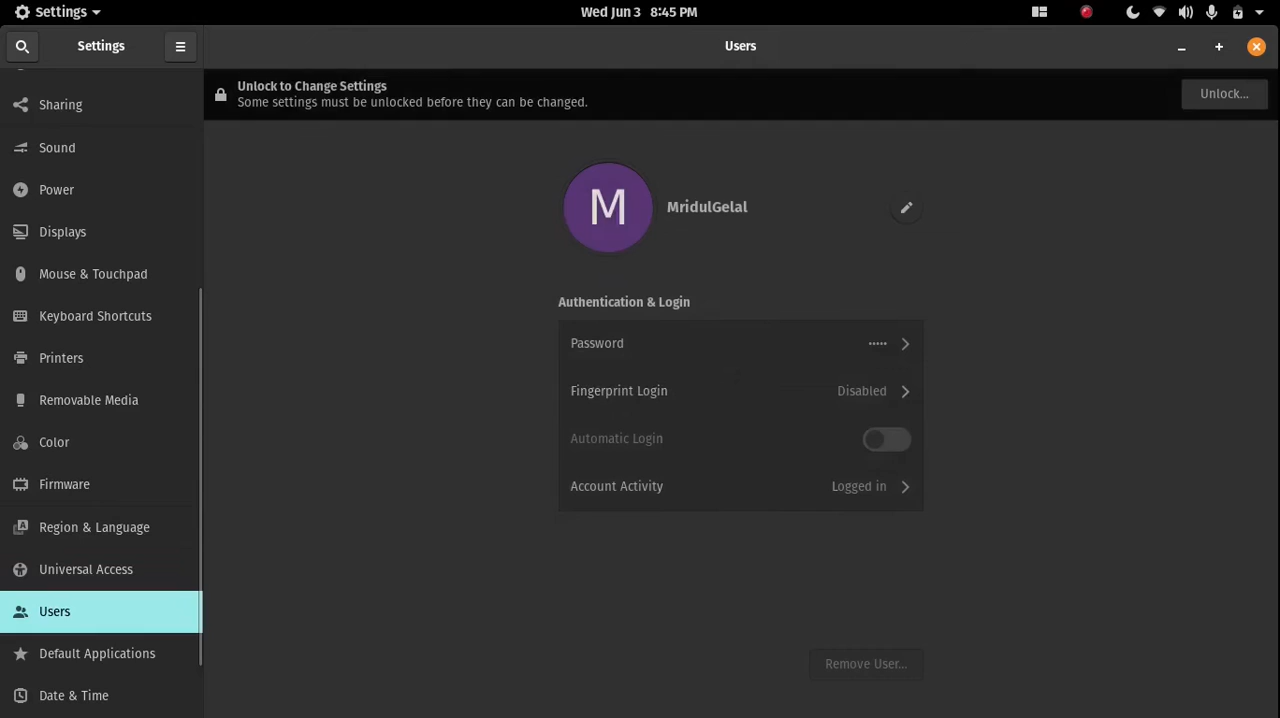 Settings
Wed Jun 3 8:45 PM
Settings
Users
Unlock to Change Settings
Some settings must be unlocked before they can be changed.
Unlock...
Sharing
Sound
Power
Displays
Mouse & Touchpad
Keyboard Shortcuts
Printers
Removable Media
Color
Firmware
Region & Language
Universal Access
Users
Default Applications
Date & Time
M
MridulGelal
Authentication & Login
Password •••••
Fingerprint Login Disabled
Automatic Login
Account Activity Logged in
Remove User...